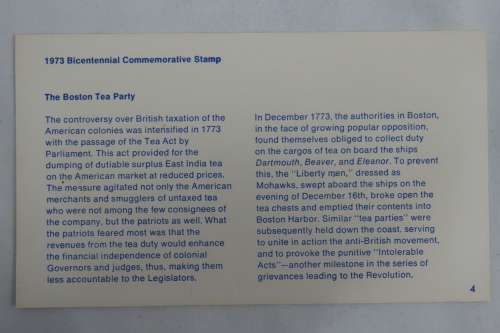 1973 Bicentennial Commemorative Stamp
The Boston Tea Party
The controversy over British taxation of the
American colonies was intensified in 1773
with the passage of the Tea Act by
Parliament. This act provided for the
dumping of dutiable surplus East India tea
on the American market at reduced prices.
The measure agitated not only the American
merchants and smugglers of untaxed tea
who were not among the few consignees of
the company, but the patriots as well. What
the patriots feared most was that the
revenues from the tea duty would enhance
the financial independence of colonial
Governors and judges, thus, making them
less accountable to the Legislators.
In December 1773, the authorities in Boston,
in the face of growing popular opposition,
found themselves obliged to collect duty
on the cargos of tea on board the ships
Dartmouth, Beaver, and Eleanor. To prevent
this, the "Liberty men," dressed as
Mohawks, swept aboard the ships on the
evening of December 16th, broke open the
tea chests and emptied their contents into
Boston Harbor. Similar "tea parties" were
subsequently held down the coast, serving
to unite in action the anti-British movement,
and to provoke the punitive "Intolerable
Acts"—another milestone in the series of
grievances leading to the Revolution.
4